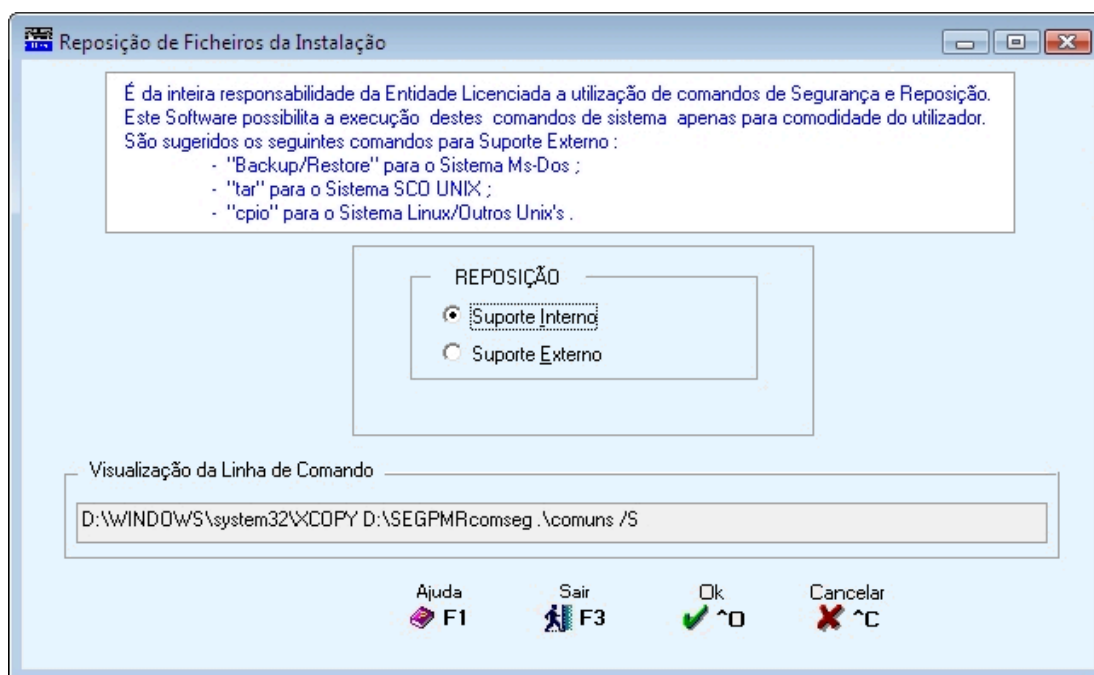 Reposição de Ficheiros da Instalação
É da inteira responsabilidade da Entidade Licenciada a utilização de comandos de Segurança e Reposição.
Este Software possibilita a execução destes comandos de sistema apenas para comodidade do utilizador.
São sugeridos os seguintes comandos para Suporte Externo :
- "Backup/Restore" para o Sistema Ms-Dos ;
- "tar" para o Sistema SCO UNIX ;
- "cpio" para o Sistema Linux/Outros Unix's .
REPOSIÇÃO
Suporte Interno
Suporte Externo
Visualização da Linha de Comando
D:\WINDOWS\system32\XCOPY D:\SEGPMRcomseg .\comuns /S
Ajuda Sair Ok Cancelar
F1 F3 ^O ^C